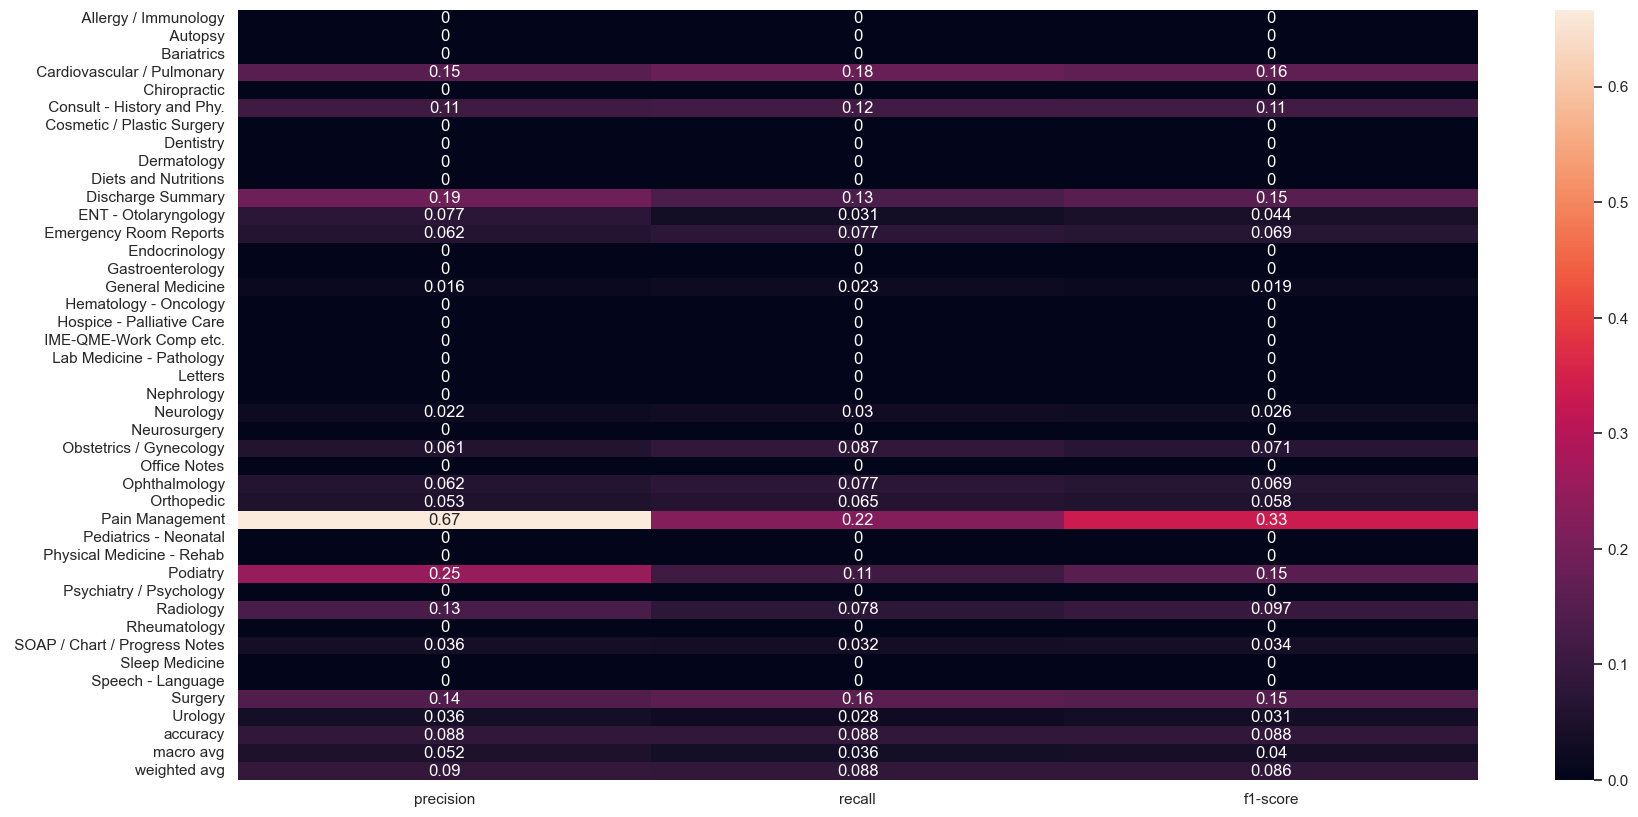 Allergy / Immunology 0 0 0
Autopsy 0 0 0
Bariatrics 0 0 0
Cardiovascular / Pulmonary 0.15 0.18 0.16
Chiropractic 0 0 0
Consult - History and Phy. 0.11 0.12 0.11
Cosmetic / Plastic Surgery 0 0 0
Dentistry 0 0 0
Dermatology 0 0 0
Diets and Nutritions 0 0 0
Discharge Summary 0.19 0.13 0.15
ENT - Otolaryngology 0.077 0.031 0.044
Emergency Room Reports 0.062 0.077 0.069
Endocrinology 0 0 0
Gastroenterology 0 0 0
General Medicine 0.016 0.023 0.019
Hematology - Oncology 0 0 0
Hospice - Palliative Care 0 0 0
IME-QME-Work Comp etc. 0 0 0
Lab Medicine - Pathology 0 0 0
Letters 0 0 0
Nephrology 0 0 0
Neurology 0.022 0.03 0.026
Neurosurgery 0 0 0
Obstetrics / Gynecology 0.061 0.087 0.071
Office Notes 0 0 0
Ophthalmology 0.062 0.077 0.069
Orthopedic 0.053 0.065 0.058
Pain Management 0.67 0.22 0.33
Pediatrics - Neonatal 0 0 0
Physical Medicine - Rehab 0 0 0
Podiatry 0.25 0.11 0.15
Psychiatry / Psychology 0 0 0
Radiology 0.13 0.078 0.097
Rheumatology 0 0 0
SOAP / Chart / Progress Notes 0.036 0.032 0.034
Sleep Medicine 0 0 0
Speech - Language 0 0 0
Surgery 0.14 0.16 0.15
Urology 0.036 0.028 0.031
accuracy 0.088 0.088 0.088
macro avg 0.052 0.036 0.04
weighted avg 0.09 0.088 0.086
precision recall f1-score
0.6
0.5
0.4
0.3
0.2
0.1
0.0